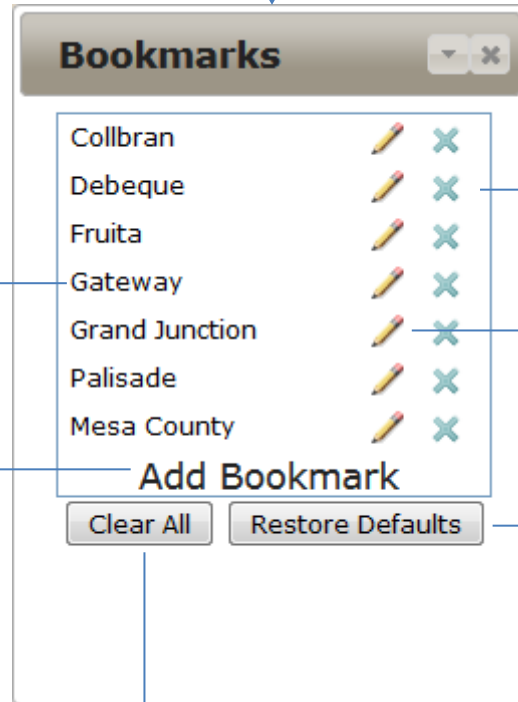 Bookmarks
Collbran
Debeque
Fruita
Gateway
Grand Junction
Palisade
Mesa County
Add Bookmark
Clear All Restore Defaults